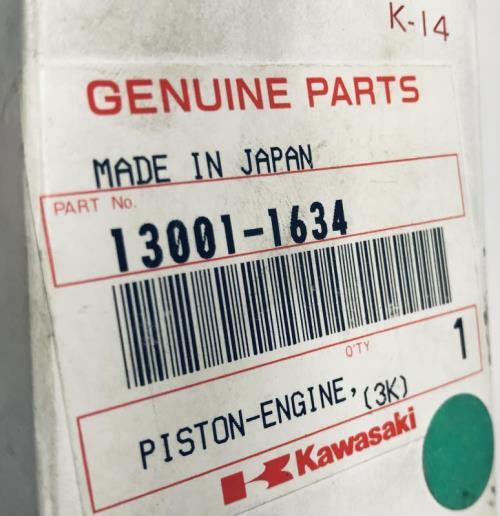 K-14
GENUINE PARTS
MADE IN JAPAN
PART No.
13001-1634
Q'TY 1
PISTON-ENGINE, (3K)
Kawasaki